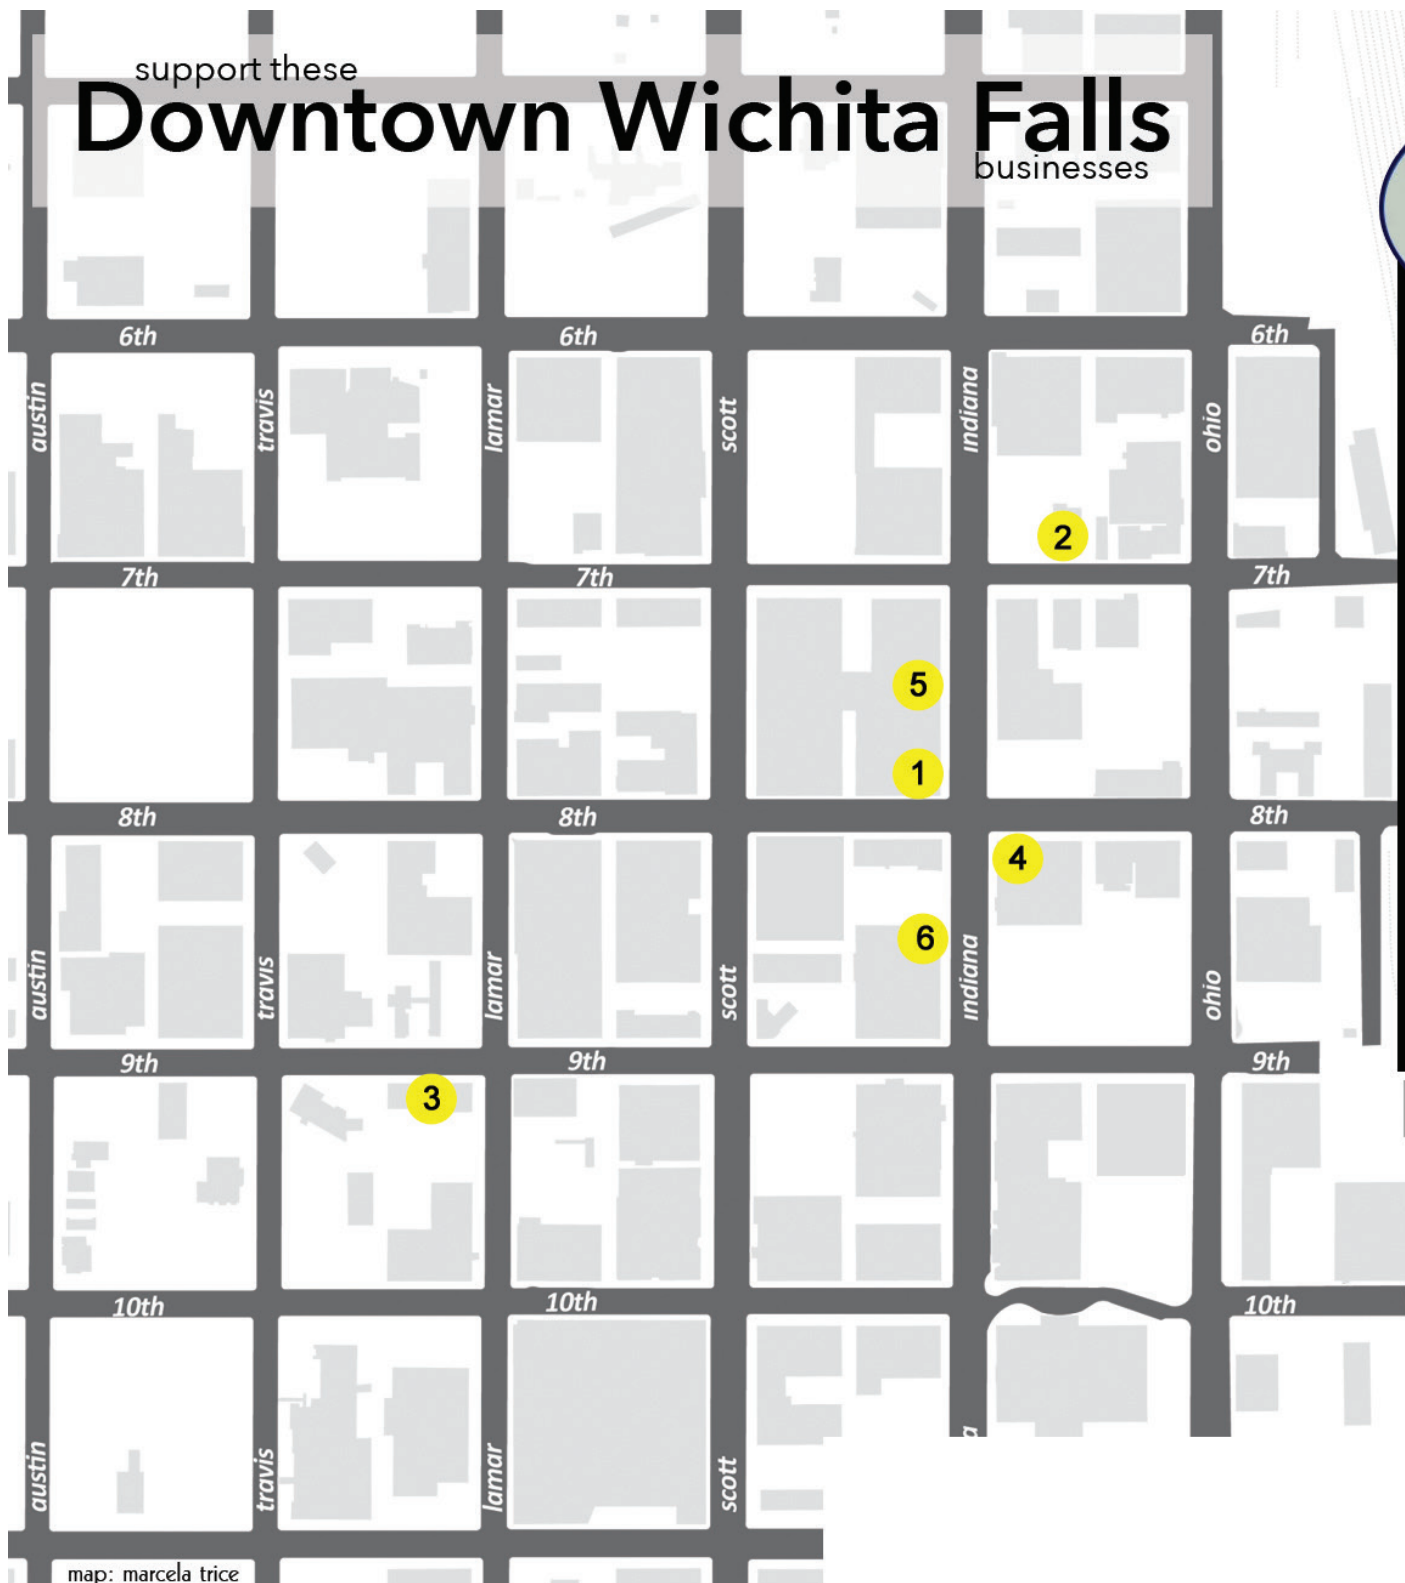 support these
Downtown Wichita Falls
businesses
6th 6th 6th
austin travis lamar scott indiana ohio
2
7th 7th 7th
5
1
8th 8th 8th
4
6
austin travis lamar scott indiana ohio
9th 9th 9th
3
10th 10th 10th
austin travis lamar scott a
map: marcela trice